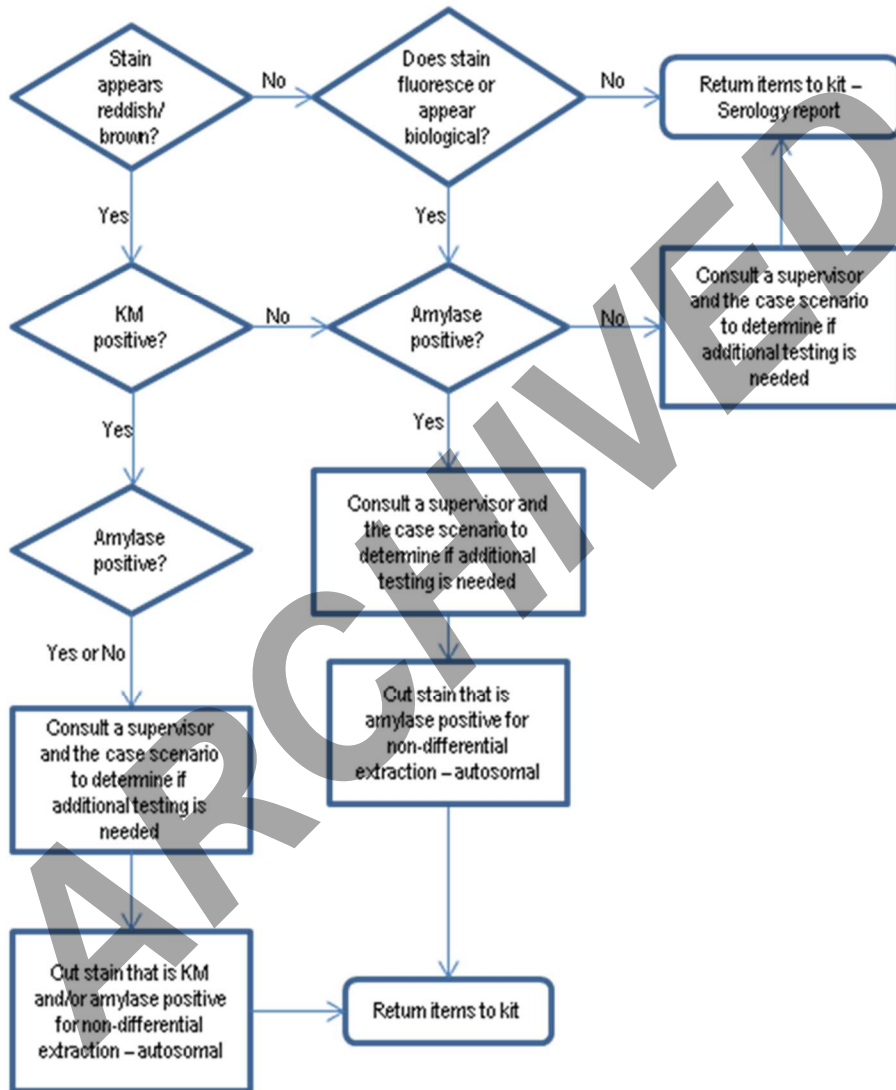 Stain
appears
reddish/
brown?
No
Does stain
fluoresce or
appear
biological?
No
Return items to kit –
Serology report
Yes
Yes
KM
positive?
No
Amylase
positive?
No
Consult a supervisor
and the case scenario
to determine if
additional testing is
needed
Yes
Yes
Amylase
positive?
Consult a supervisor and
the case scenario to
determine if additional
testing is needed
Yes or No
Consult a supervisor
and the case scenario
to determine if
additional testing is
needed
Cut stain that is
amylase positive for
non-differential
extraction – autosomal
Cut stain that is KM
and/or amylase positive
for non-differential
extraction – autosomal
Return items to kit
ARCHIVED